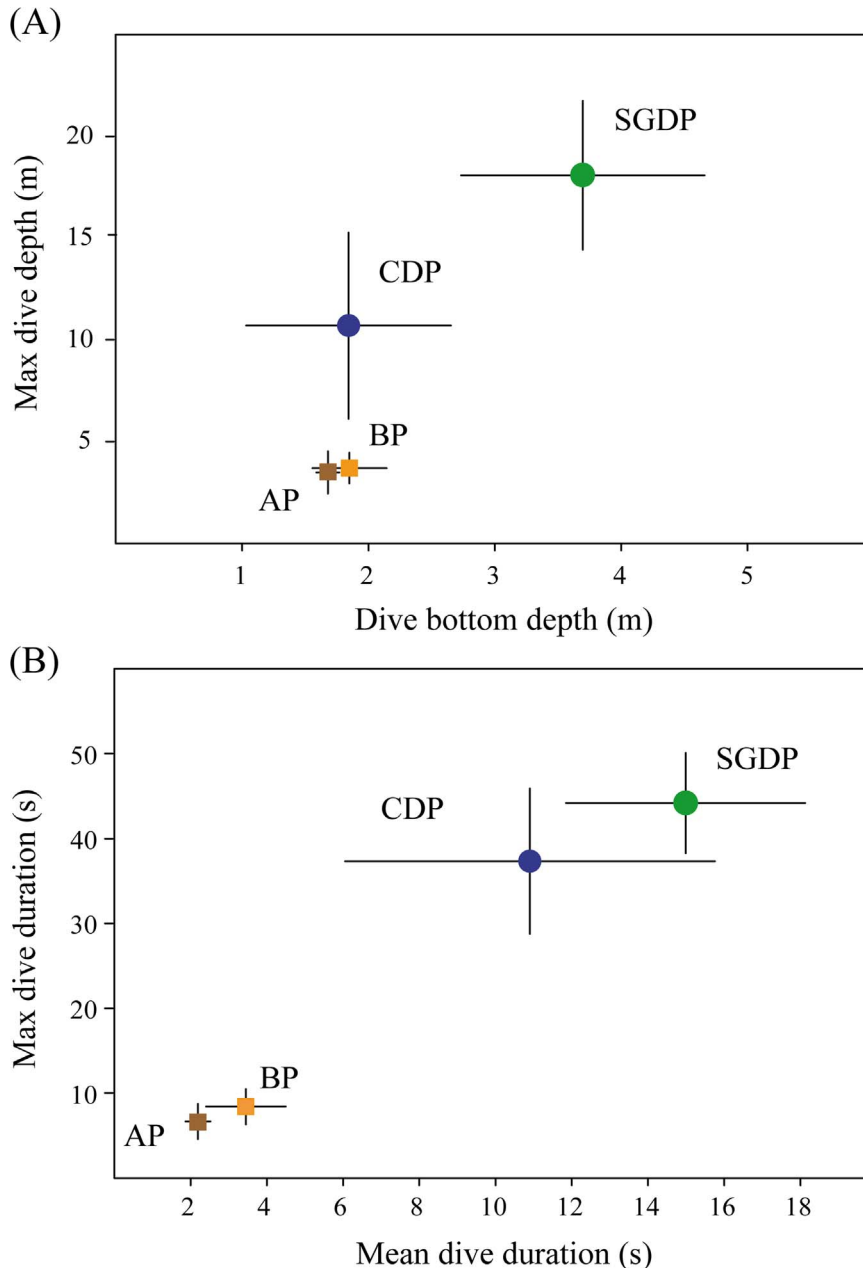 (A)
Max dive depth (m)
20
15
10
5
SGDP
CDP
BP
AP
1 2 3 4 5
Dive bottom depth (m)
(B)
Max dive duration (s)
50
40
30
20
10
SGDP
CDP
BP
AP
2 4 6 8 10 12 14 16 18
Mean dive duration (s)